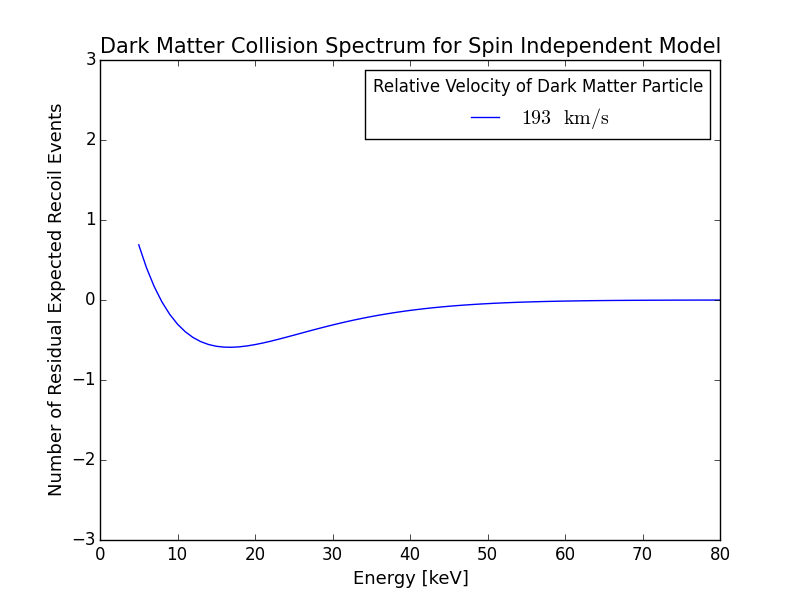 Dark Matter Collision Spectrum for Spin Independent Model
Relative Velocity of Dark Matter Particle
193 km/s
Number of Residual Expected Recoil Events
3
2
1
0
−1
−2
−3
0 10 20 30 40 50 60 70 80
Energy [keV]